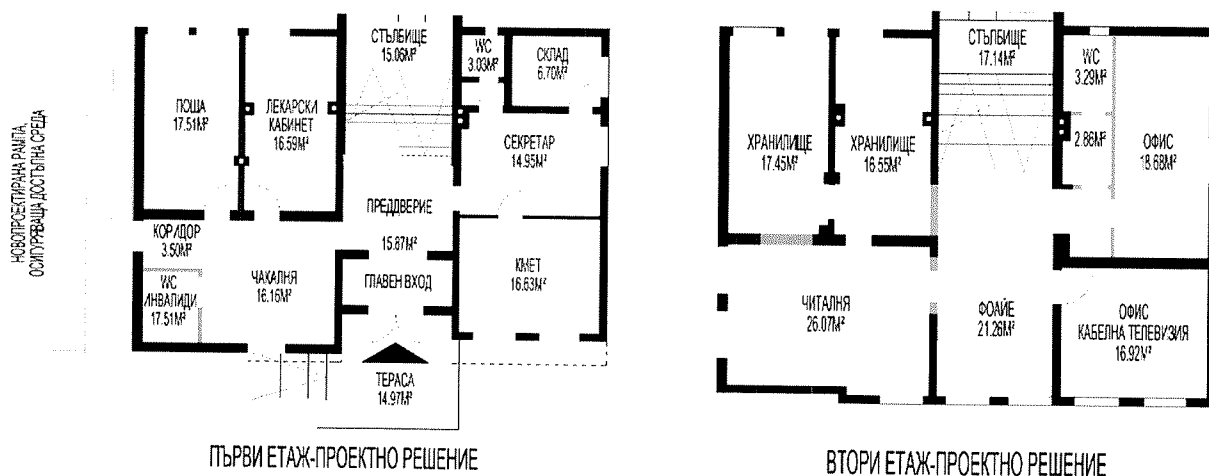 НОВОПРОЕКТИРАНА РАМПА,
ОСИГУРЯВАЩА ДОСТЪПНА СРЕДА
ПОЩА
17.51М²
ЛЕКАРСКИ
КАБИНЕТ
16.59М²
СТЪЛБИЩЕ
15.06М²
WC
3.03М²
СКЛАД
6.70М²
СЕКРЕТАР
14.95М²
ПРЕДДВЕРИЕ
15.87М²
КОРИДОР
3.50М²
WC
ИНВАЛИДИ
17.51М²
ЧАКАЛНЯ
16.16М²
ГЛАВЕН ВХОД
КМЕТ
16.63М²
ТЕРАСА
14.97М²
ПЪРВИ ЕТАЖ-ПРОЕКТНО РЕШЕНИЕ
ХРАНИЛИЩЕ
17.45М²
ХРАНИЛИЩЕ
16.55М²
СТЪЛБИЩЕ
17.14М²
WC
3.29М²
2.86М²
ОФИС
18.68М²
ЧИТАЛНЯ
26.07М²
ФОАЙЕ
21.26М²
ОФИС
КАБЕЛНА ТЕЛЕВИЗИЯ
16.92М²
ВТОРИ ЕТАЖ-ПРОЕКТНО РЕШЕНИЕ